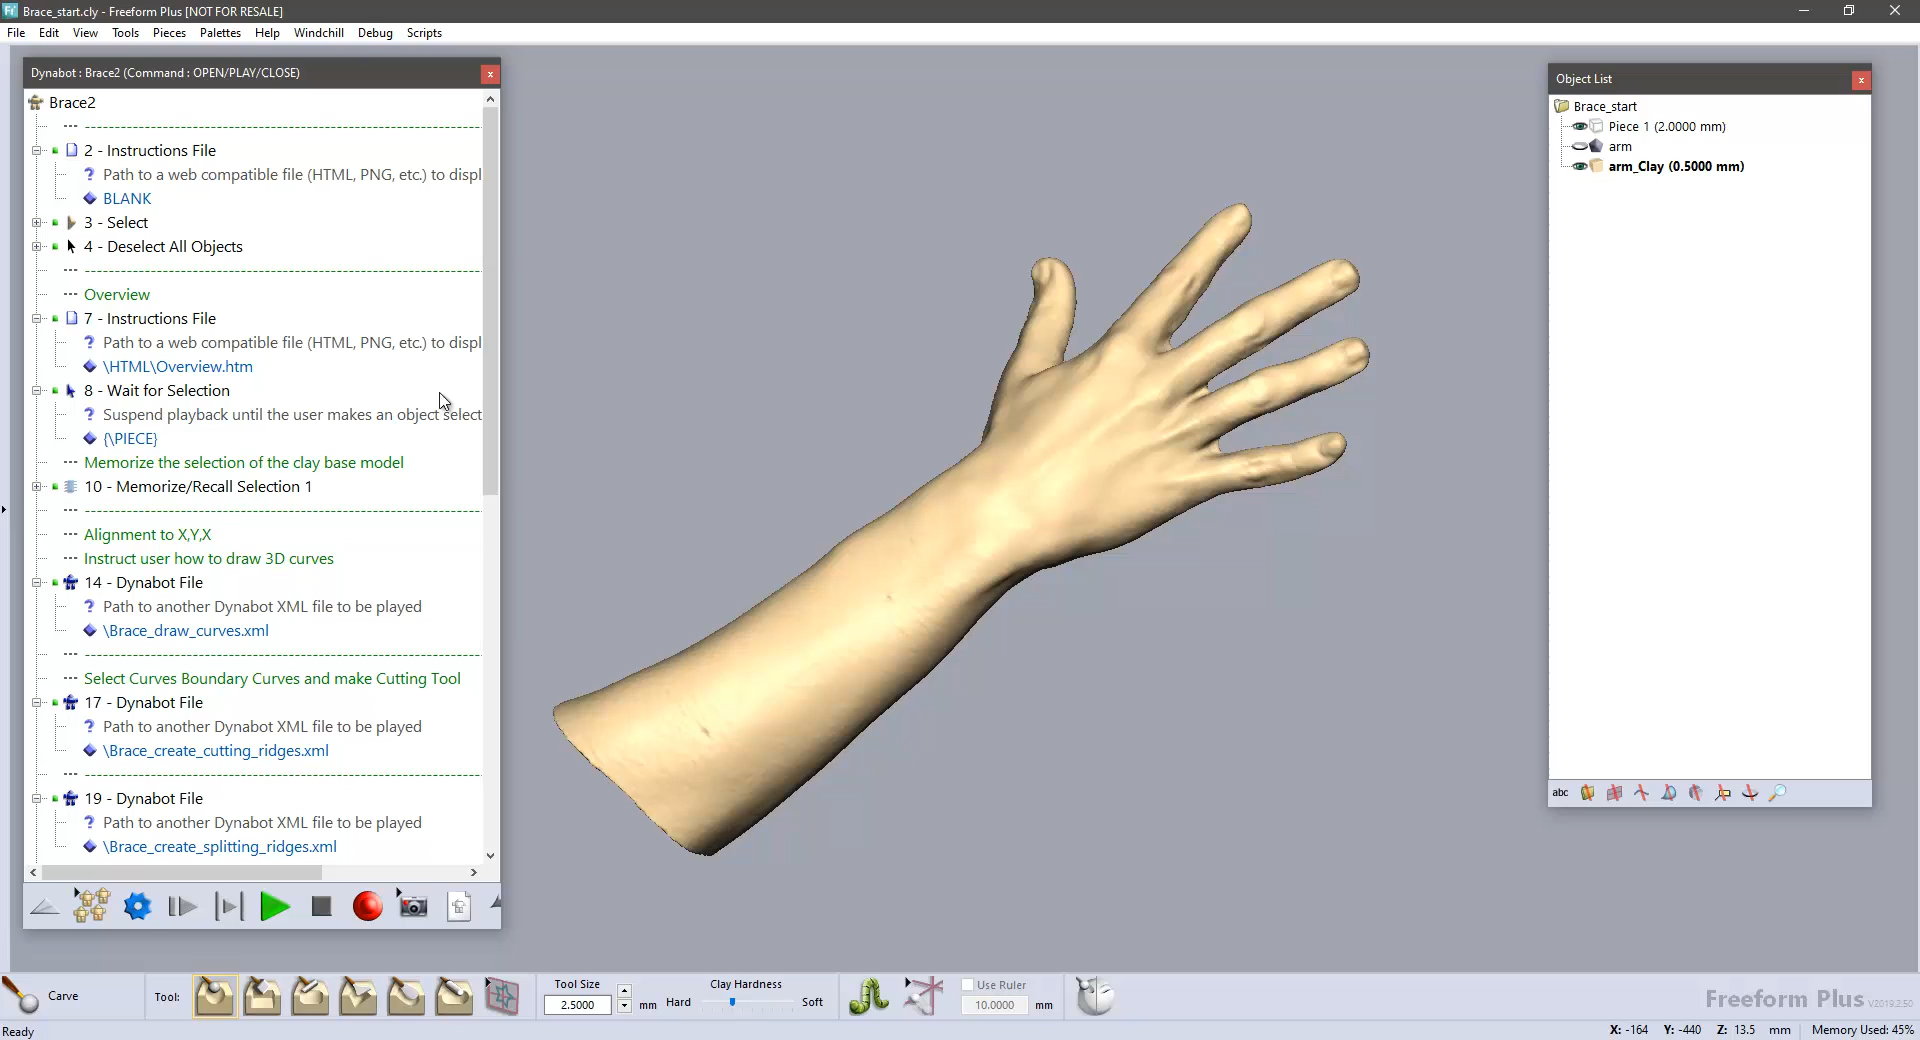 Brace_start.cly - Freeform Plus [NOT FOR RESALE]
File Edit View Tools Pieces Palettes Help Windchill Debug Scripts
Dynabot : Brace2 (Command : OPEN/PLAY/CLOSE)
x
Brace2
2 - Instructions File
? Path to a web compatible file (HTML, PNG, etc.) to displ
BLANK
3 - Select
4 - Deselect All Objects
Overview
7 - Instructions File
? Path to a web compatible file (HTML, PNG, etc.) to displ
\HTML\Overview.htm
8 - Wait for Selection
? Suspend playback until the user makes an object select
{\PIECE}
Memorize the selection of the clay base model
10 - Memorize/Recall Selection 1
Alignment to X,Y,X
Instruct user how to draw 3D curves
14 - Dynabot File
? Path to another Dynabot XML file to be played
\Brace_draw_curves.xml
Select Curves Boundary Curves and make Cutting Tool
17 - Dynabot File
? Path to another Dynabot XML file to be played
\Brace_create_cutting_ridges.xml
19 - Dynabot File
? Path to another Dynabot XML file to be played
\Brace_create_splitting_ridges.xml
Object List
x
Brace_start
Piece 1 (2.0000 mm)
arm
arm_Clay (0.5000 mm)
abc
Carve
Tool:
Tool Size
2.5000 mm
Clay Hardness
Hard Soft
Use Ruler
10.0000 mm
Freeform Plus V2019.2.50
Ready
X: -164 Y: -440 Z: 13.5 mm Memory Used: 45%